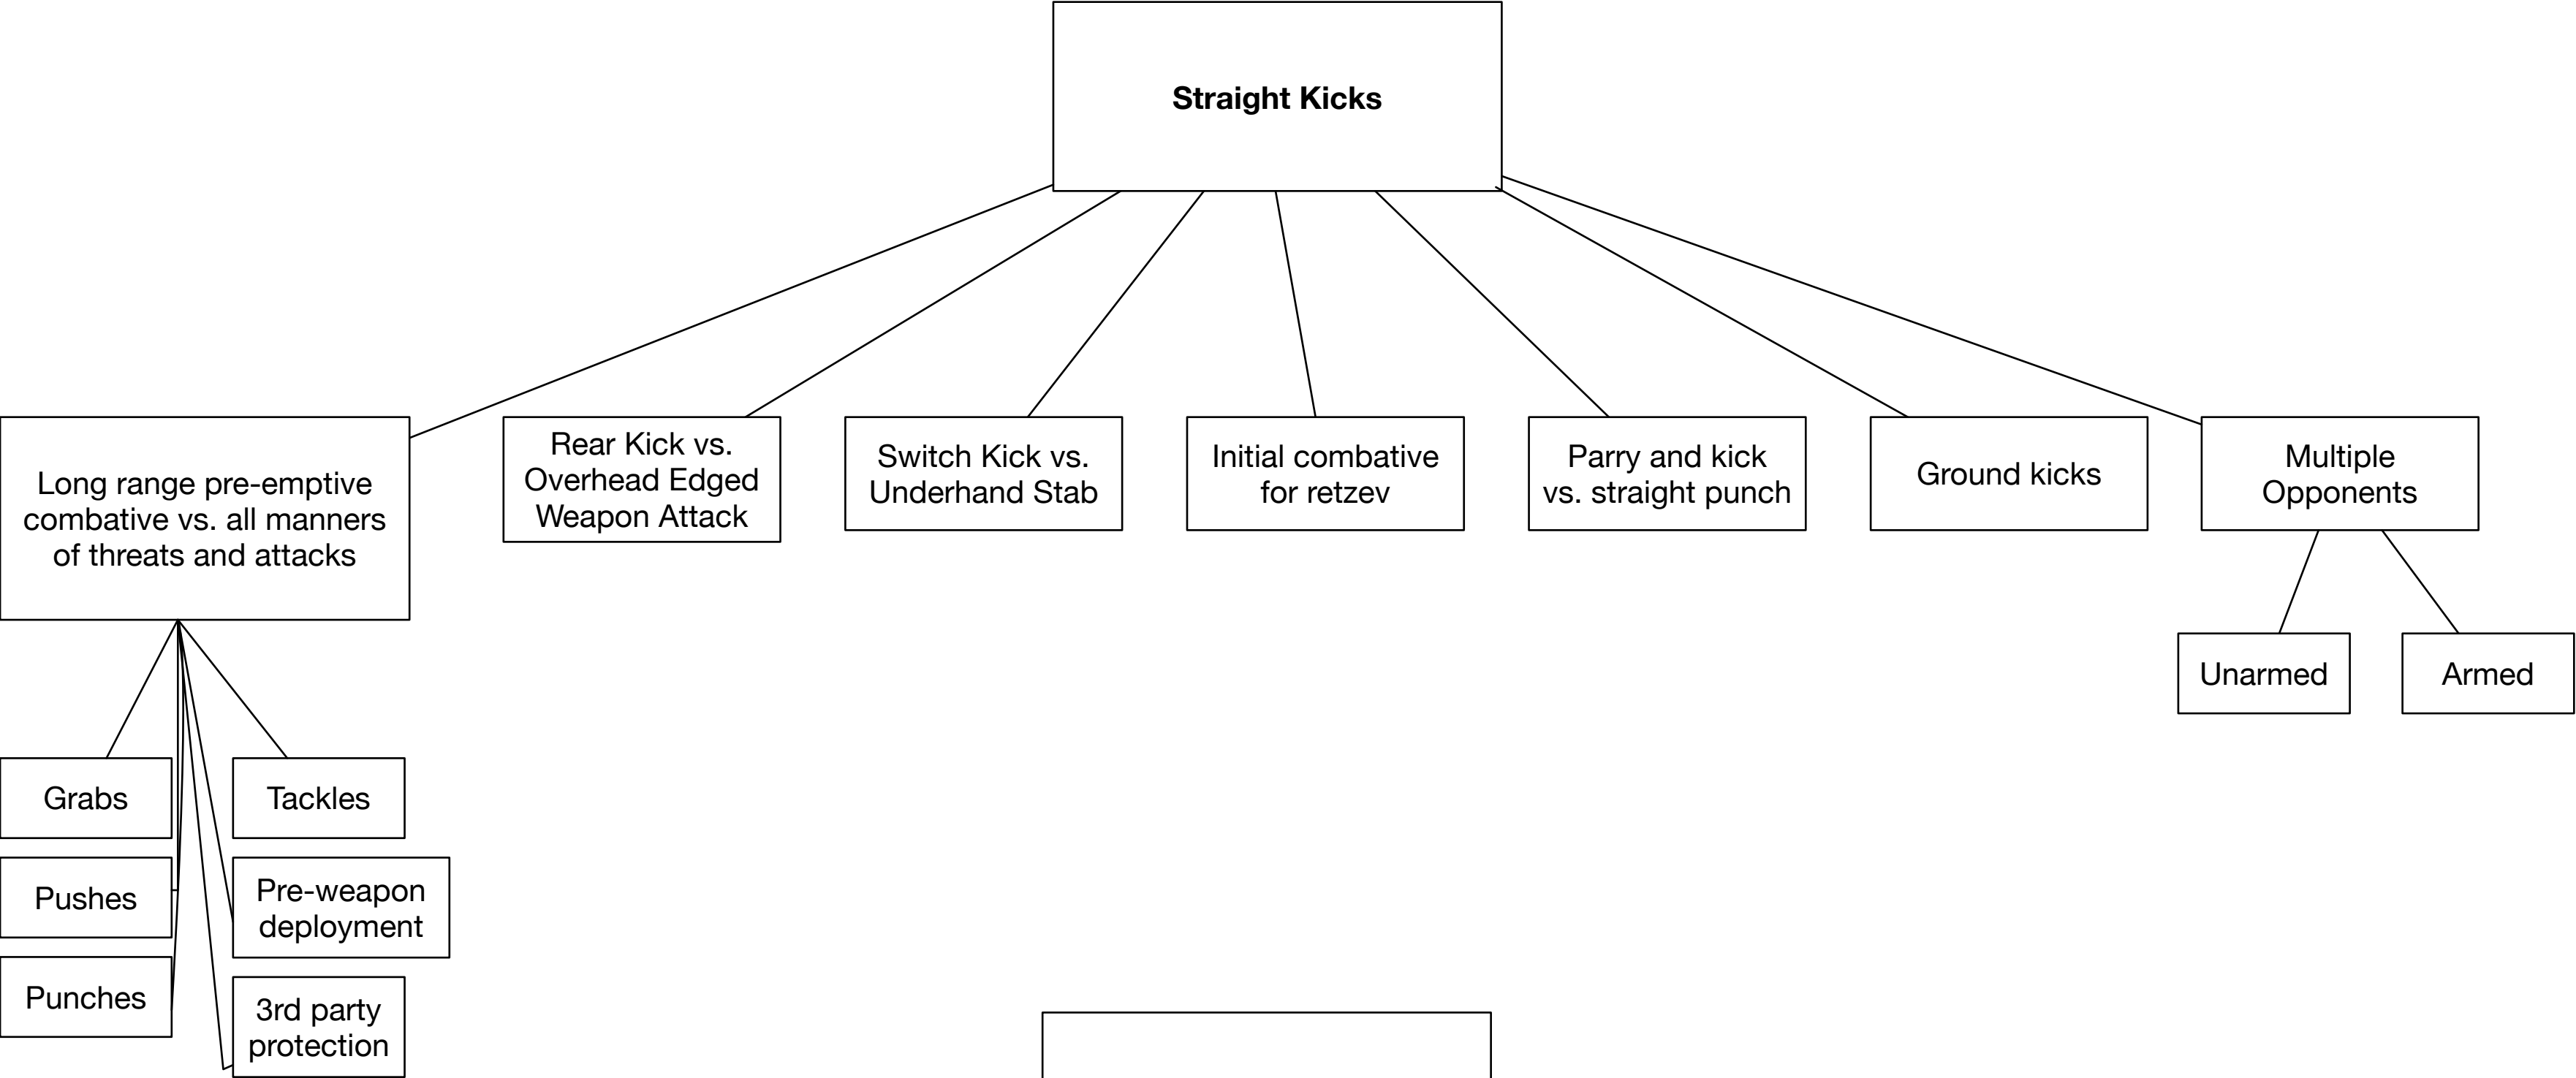 Straight Kicks
Long range pre-emptive
combative vs. all manners
of threats and attacks
Rear Kick vs.
Overhead Edged
Weapon Attack
Switch Kick vs.
Underhand Stab
Initial combative
for retzev
Parry and kick
vs. straight punch
Ground kicks
Multiple
Opponents
Unarmed
Armed
Grabs
Tackles
Pushes
Pre-weapon
deployment
Punches
3rd party
protection